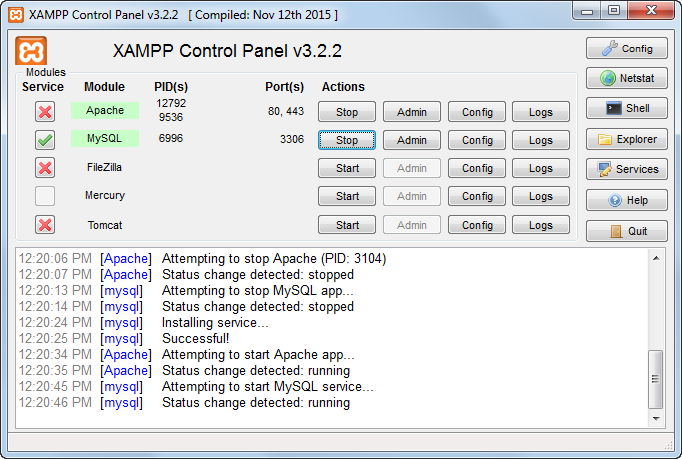 XAMPP Control Panel v3.2.2 [ Compiled: Nov 12th 2015 ]
XAMPP Control Panel v3.2.2
Config
Modules
Service Module PID(s) Port(s) Actions
Netstat
Apache 12792 9536 80, 443 Stop Admin Config Logs
Shell
MySQL 6996 3306 Stop Admin Config Logs
Explorer
FileZilla Start Admin Config Logs
Services
Mercury Start Admin Config Logs
Help
Tomcat Start Admin Config Logs
Quit
12:20:06 PM [Apache] Attempting to stop Apache (PID: 3104)
12:20:07 PM [Apache] Status change detected: stopped
12:20:13 PM [mysql] Attempting to stop MySQL app...
12:20:14 PM [mysql] Status change detected: stopped
12:20:24 PM [mysql] Installing service...
12:20:25 PM [mysql] Successful!
12:20:34 PM [Apache] Attempting to start Apache app...
12:20:35 PM [Apache] Status change detected: running
12:20:45 PM [mysql] Attempting to start MySQL service...
12:20:46 PM [mysql] Status change detected: running